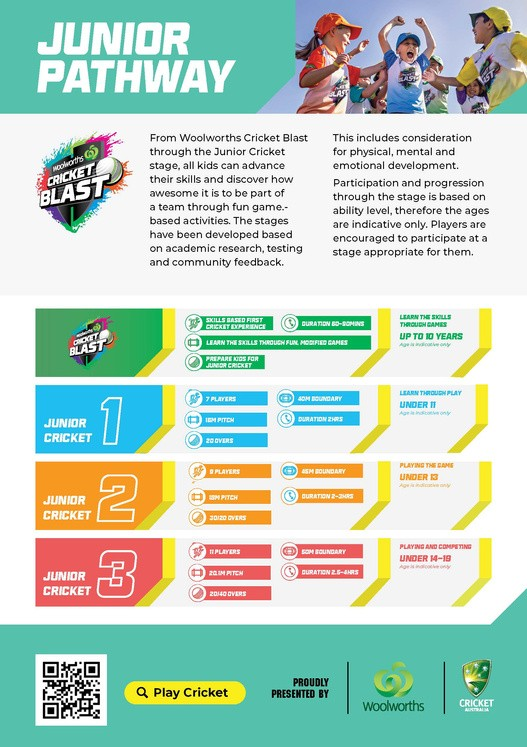 JUNIOR
PATHWAY
Woolworths
CRICKET
BLAST
From Woolworths Cricket Blast
through the Junior Cricket
stage, all kids can advance
their skills and discover how
awesome it is to be part of
a team through fun game.-
based activities. The stages
have been developed based
on academic research, testing
and community feedback.
This includes consideration
for physical, mental and
emotional development.
Participation and progression
through the stage is based on
ability level, therefore the ages
are indicative only. Players are
encouraged to participate at a
stage appropriate for them.
CRICKET
BLAST
SKILLS BASED FIRST
CRICKET EXPERIENCE
DURATION 60-90MINS
LEARN THE SKILLS THROUGH FUN, MODIFIED GAMES
PREPARE KIDS FOR
JUNIOR CRICKET
LEARN THE SKILLS
THROUGH GAMES
UP TO 10 YEARS
Age is indicative only
JUNIOR
CRICKET
1
7 PLAYERS
40M BOUNDARY
16M PITCH
DURATION 2HRS
20 OVERS
LEARN THROUGH PLAY
UNDER 11
Age is indicative only
JUNIOR
CRICKET
2
9 PLAYERS
45M BOUNDARY
18M PITCH
DURATION 2-3HRS
30/20 OVERS
PLAYING THE GAME
UNDER 13
Age is indicative only
JUNIOR
CRICKET
3
11 PLAYERS
50M BOUNDARY
20.1M PITCH
DURATION 2.5-4HRS
20/40 OVERS
PLAYING AND COMPETING
UNDER 14-19
Age is indicative only
Play Cricket
PROUDLY
PRESENTED BY
Woolworths
CRICKET
AUSTRALIA